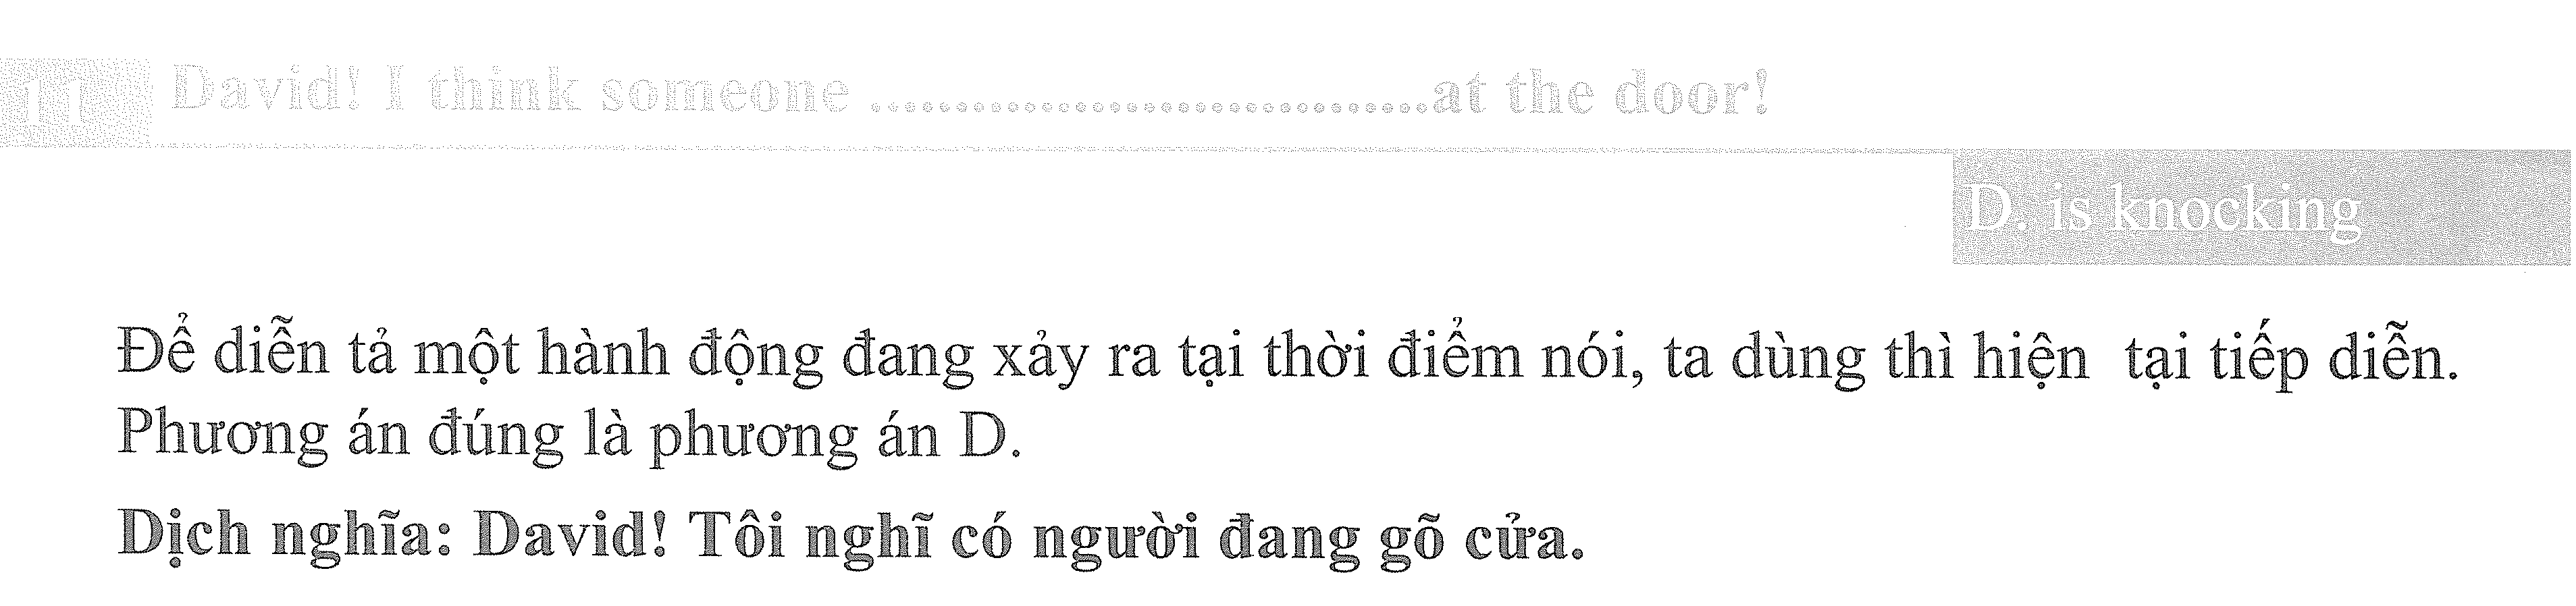 11 David! I think someone .................................at the door!
D. is knocking
Để diễn tả một hành động đang xảy ra tại thời điểm nói, ta dùng thì hiện tại tiếp diễn.
Phương án đúng là phương án D.
Dịch nghĩa: David! Tôi nghĩ có người đang gõ cửa.